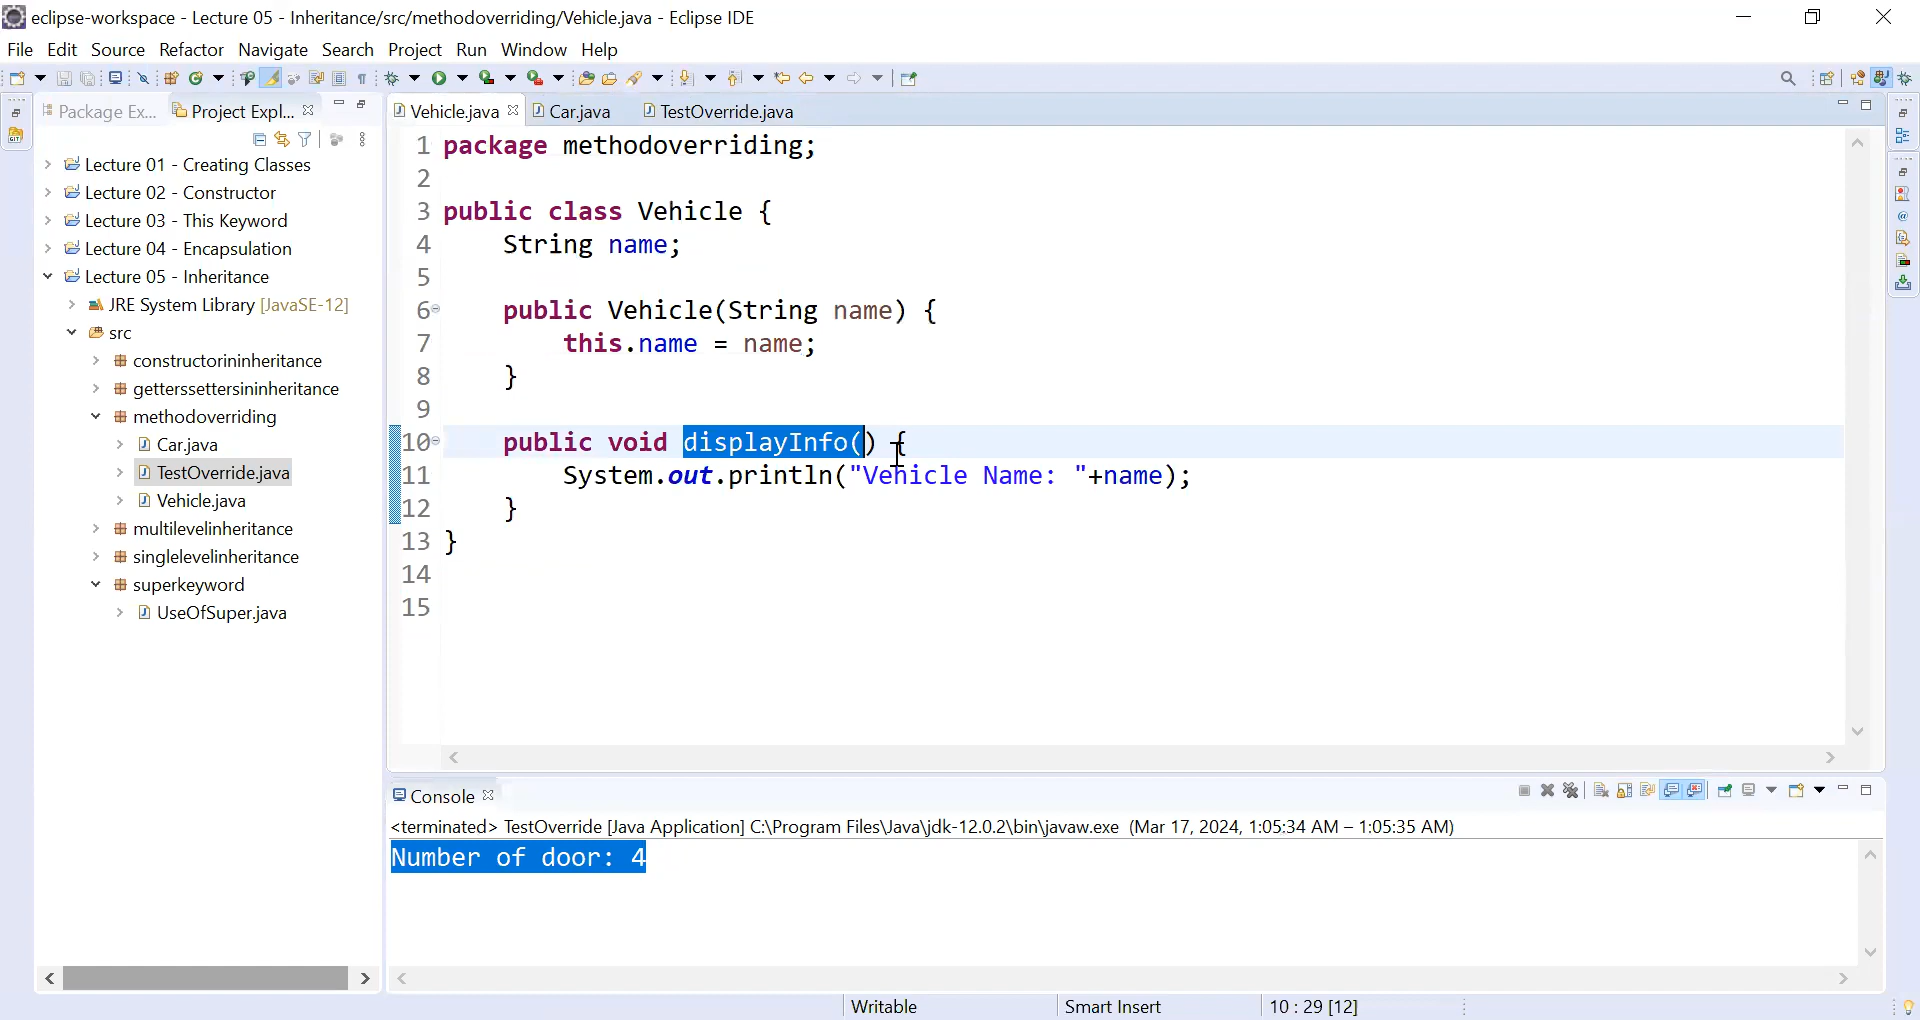 eclipse-workspace - Lecture 05 - Inheritance/src/methodoverriding/Vehicle.java - Eclipse IDE
File Edit Source Refactor Navigate Search Project Run Window Help
Package Ex... Project Expl...
Lecture 01 - Creating Classes
Lecture 02 - Constructor
Lecture 03 - This Keyword
Lecture 04 - Encapsulation
Lecture 05 - Inheritance
JRE System Library [JavaSE-12]
src
constructorininheritance
getterssettersininheritance
methodoverriding
Car.java
TestOverride.java
Vehicle.java
multilevelinheritance
singlelevelinheritance
superkeyword
UseOfSuper.java
Vehicle.java Car.java TestOverride.java
1 package methodoverriding;
2
3 public class Vehicle {
4 String name;
5
6 public Vehicle(String name) {
7 this.name = name;
8 }
9
10 public void displayInfo() {
11 System.out.println("Vehicle Name: "+name);
12 }
13 }
14
15
Console
<terminated> TestOverride [Java Application] C:\Program Files\Java\jdk-12.0.2\bin\javaw.exe (Mar 17, 2024, 1:05:34 AM – 1:05:35 AM)
Number of door: 4
Writable Smart Insert 10 : 29 [12]